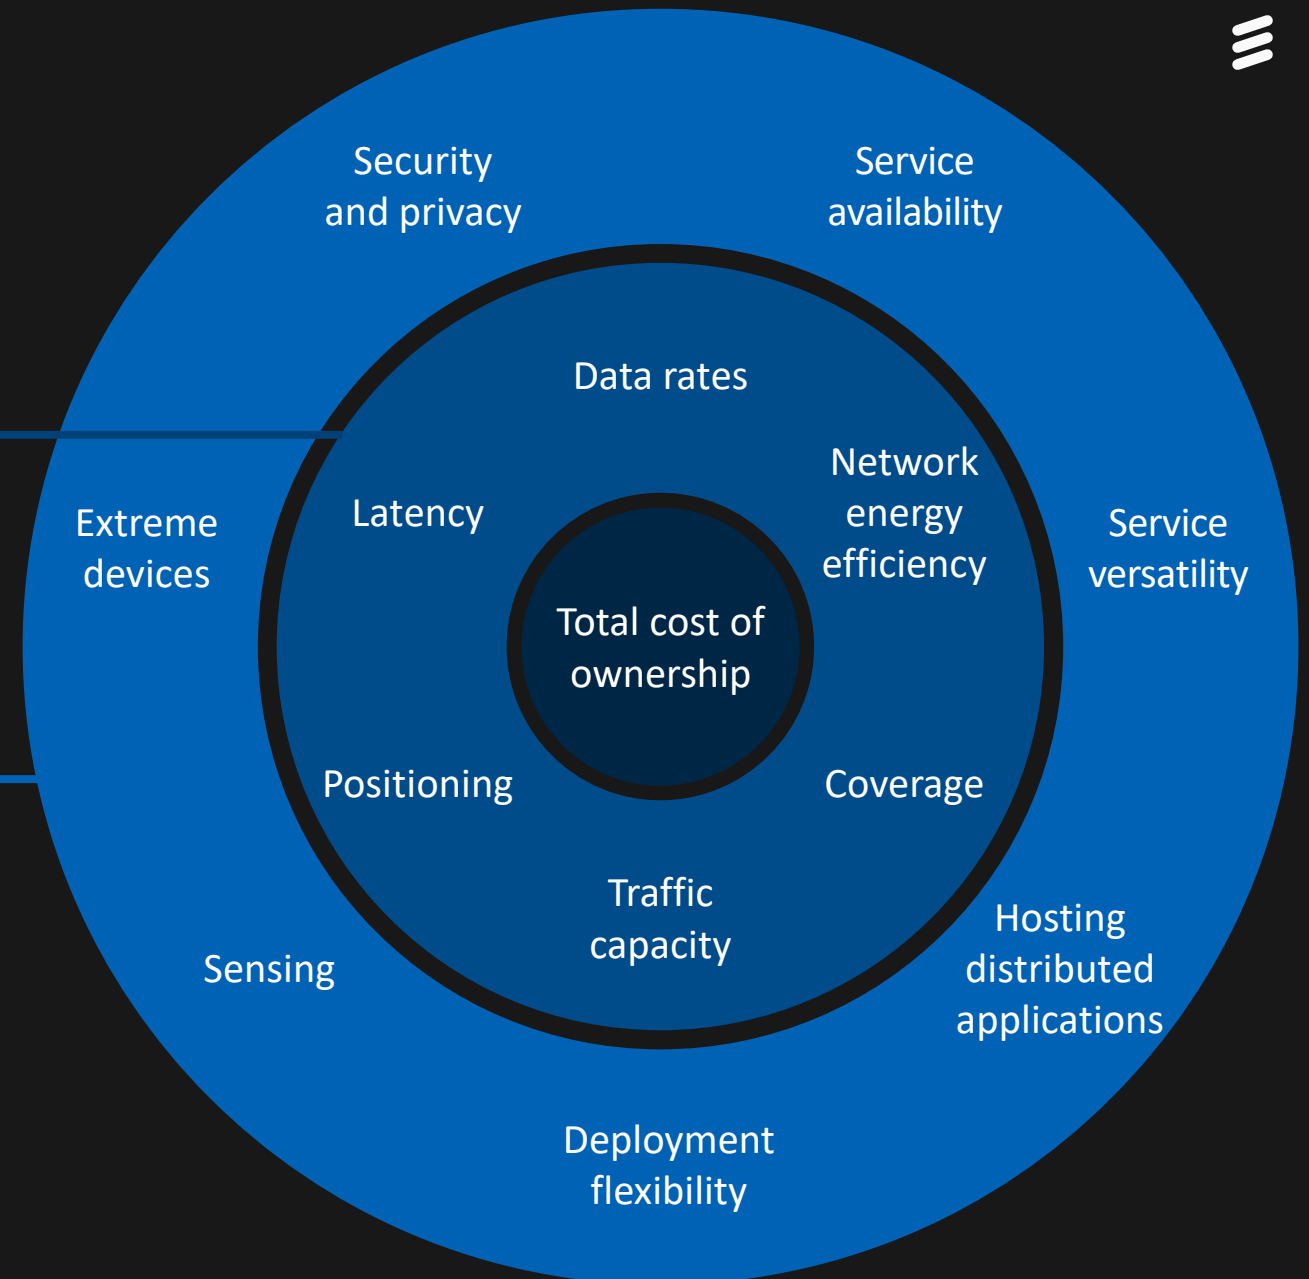 Security
and privacy
Service
availability
Data rates
Network
energy
efficiency
Latency
Extreme
devices
Service
versatility
Total cost of
ownership
Positioning
Coverage
Traffic
capacity
Sensing
Hosting
distributed
applications
Deployment
flexibility